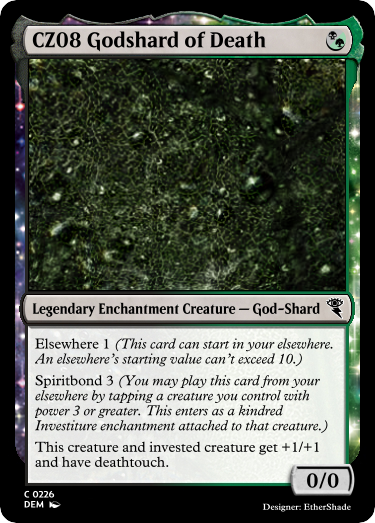 CZ08 Godshard of Death
Legendary Enchantment Creature — God-Shard
Elsewhere 1 (This card can start in your elsewhere.
An elsewhere's starting value can't exceed 10.)
Spiritbond 3 (You may play this card from your
elsewhere by tapping a creature you control with
power 3 or greater. This enters as a kindred
Investiture enchantment attached to that creature.)
This creature and invested creature get +1/+1
and have deathtouch.
0/0
C 0226
DEM
Designer: EtherShade